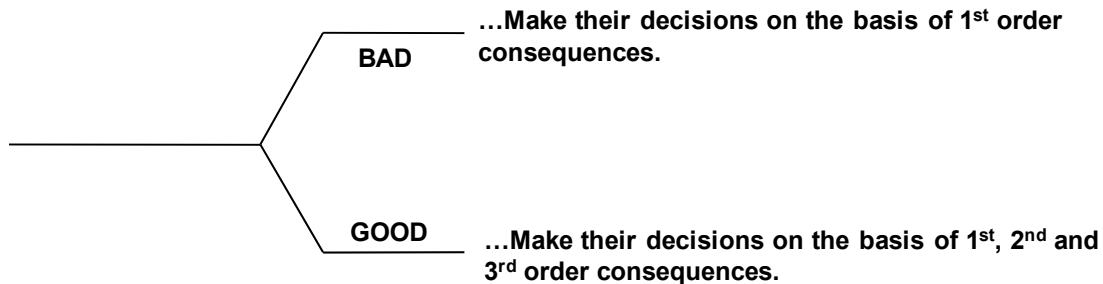 …Make their decisions on the basis of 1st order
consequences.
BAD
GOOD
…Make their decisions on the basis of 1st, 2nd and
3rd order consequences.